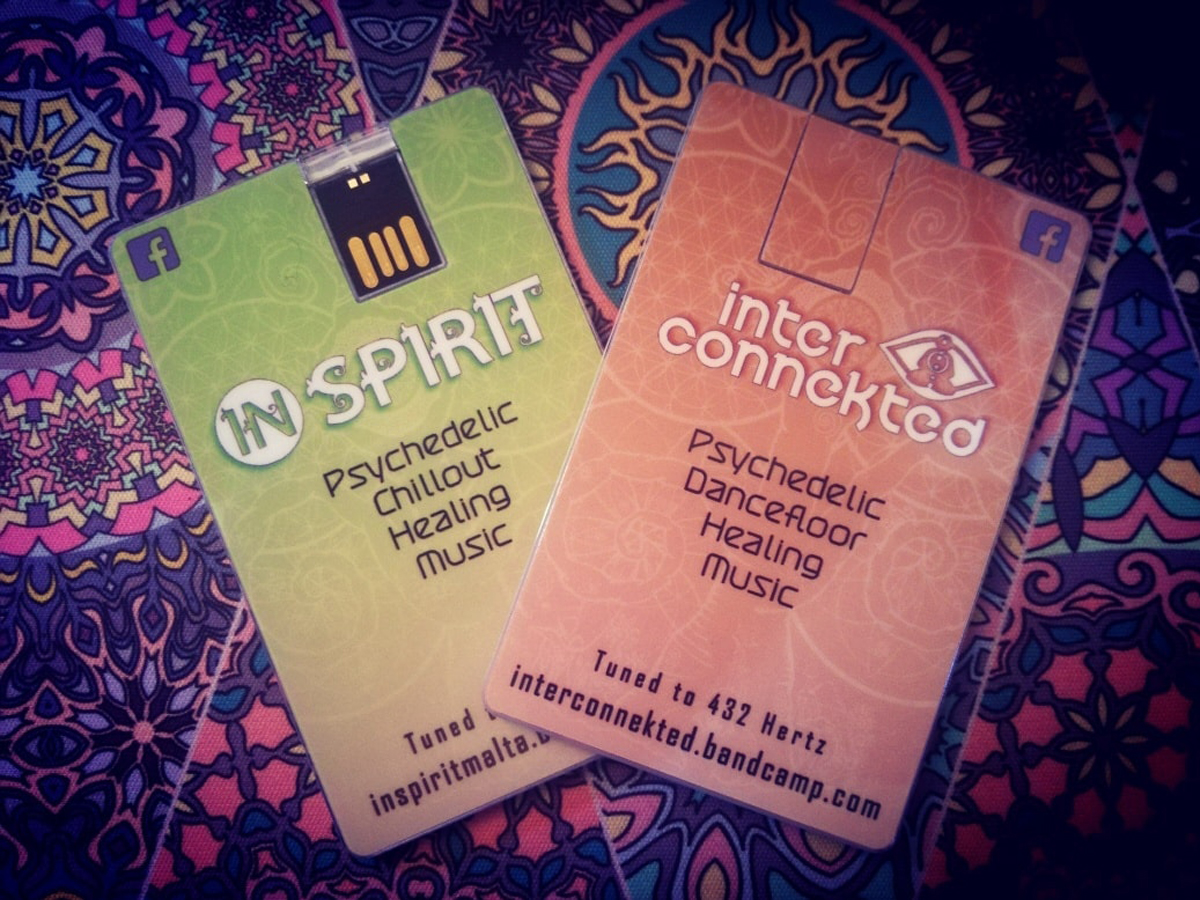 f
IN SPIRIT
Psychedelic
Chillout
Healing
Music
Tuned
inspiritmalta.
f
inter
connekted
Psychedelic
Dancefloor
Healing
Music
Tuned to 432 Hertz
interconnekted.bandcamp.com